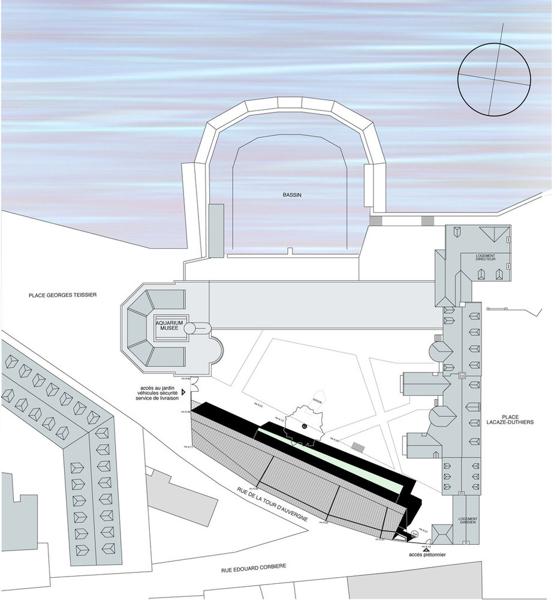 BASSIN
LOGEMENT
DIRECTEUR
PLACE GEORGES TEISSIER
AQUARIUM
MUSEE
accès au jardin
véhicules sécurité
service de livraison
PLACE
LACAZE-DUTHIERS
RUE DE LA TOUR D'AUVERGNE
LOGEMENT
GARDIEN
accès piétonnier
RUE EDOUARD CORBIERE